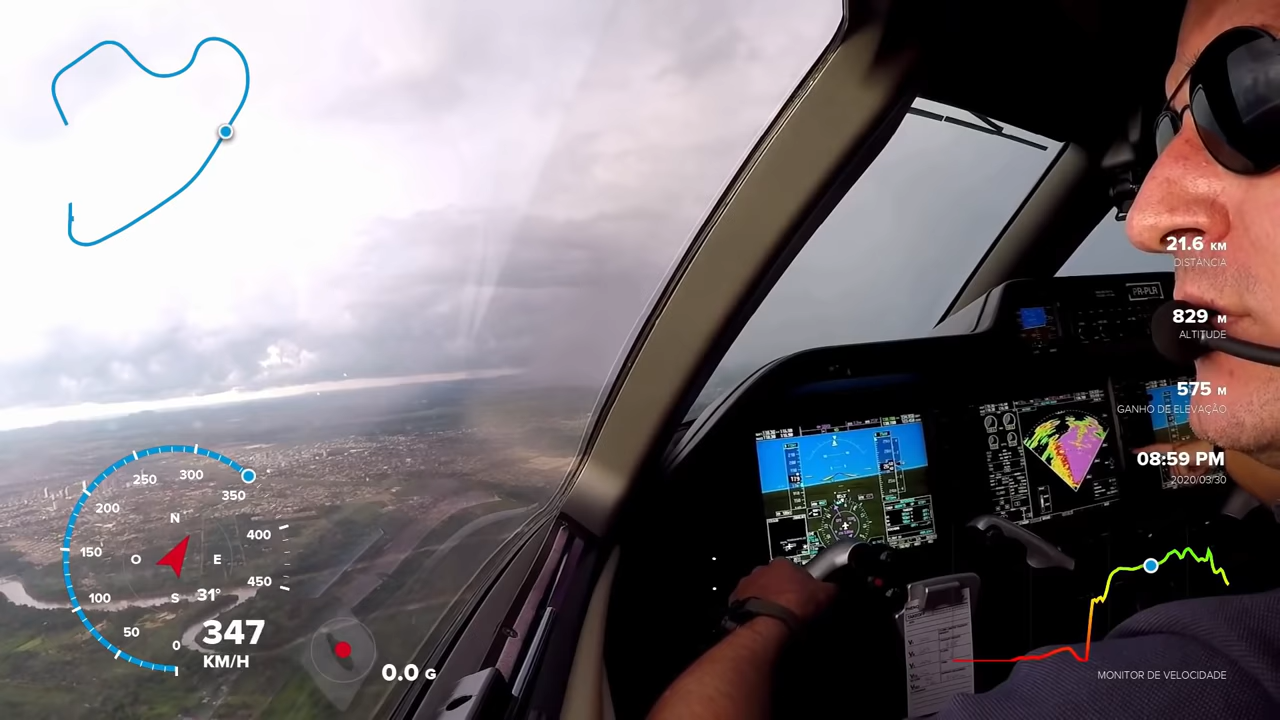 21.6 KM
DISTÂNCIA
829 M
ALTITUDE
575 M
GANHO DE ELEVAÇÃO
08:59 PM
2020/03/30
PR-PLR
0
50
100
150
200
250
300
350
400
450
N
O
E
S
31°
347
KM/H
0.0 G
MONITOR DE VELOCIDADE